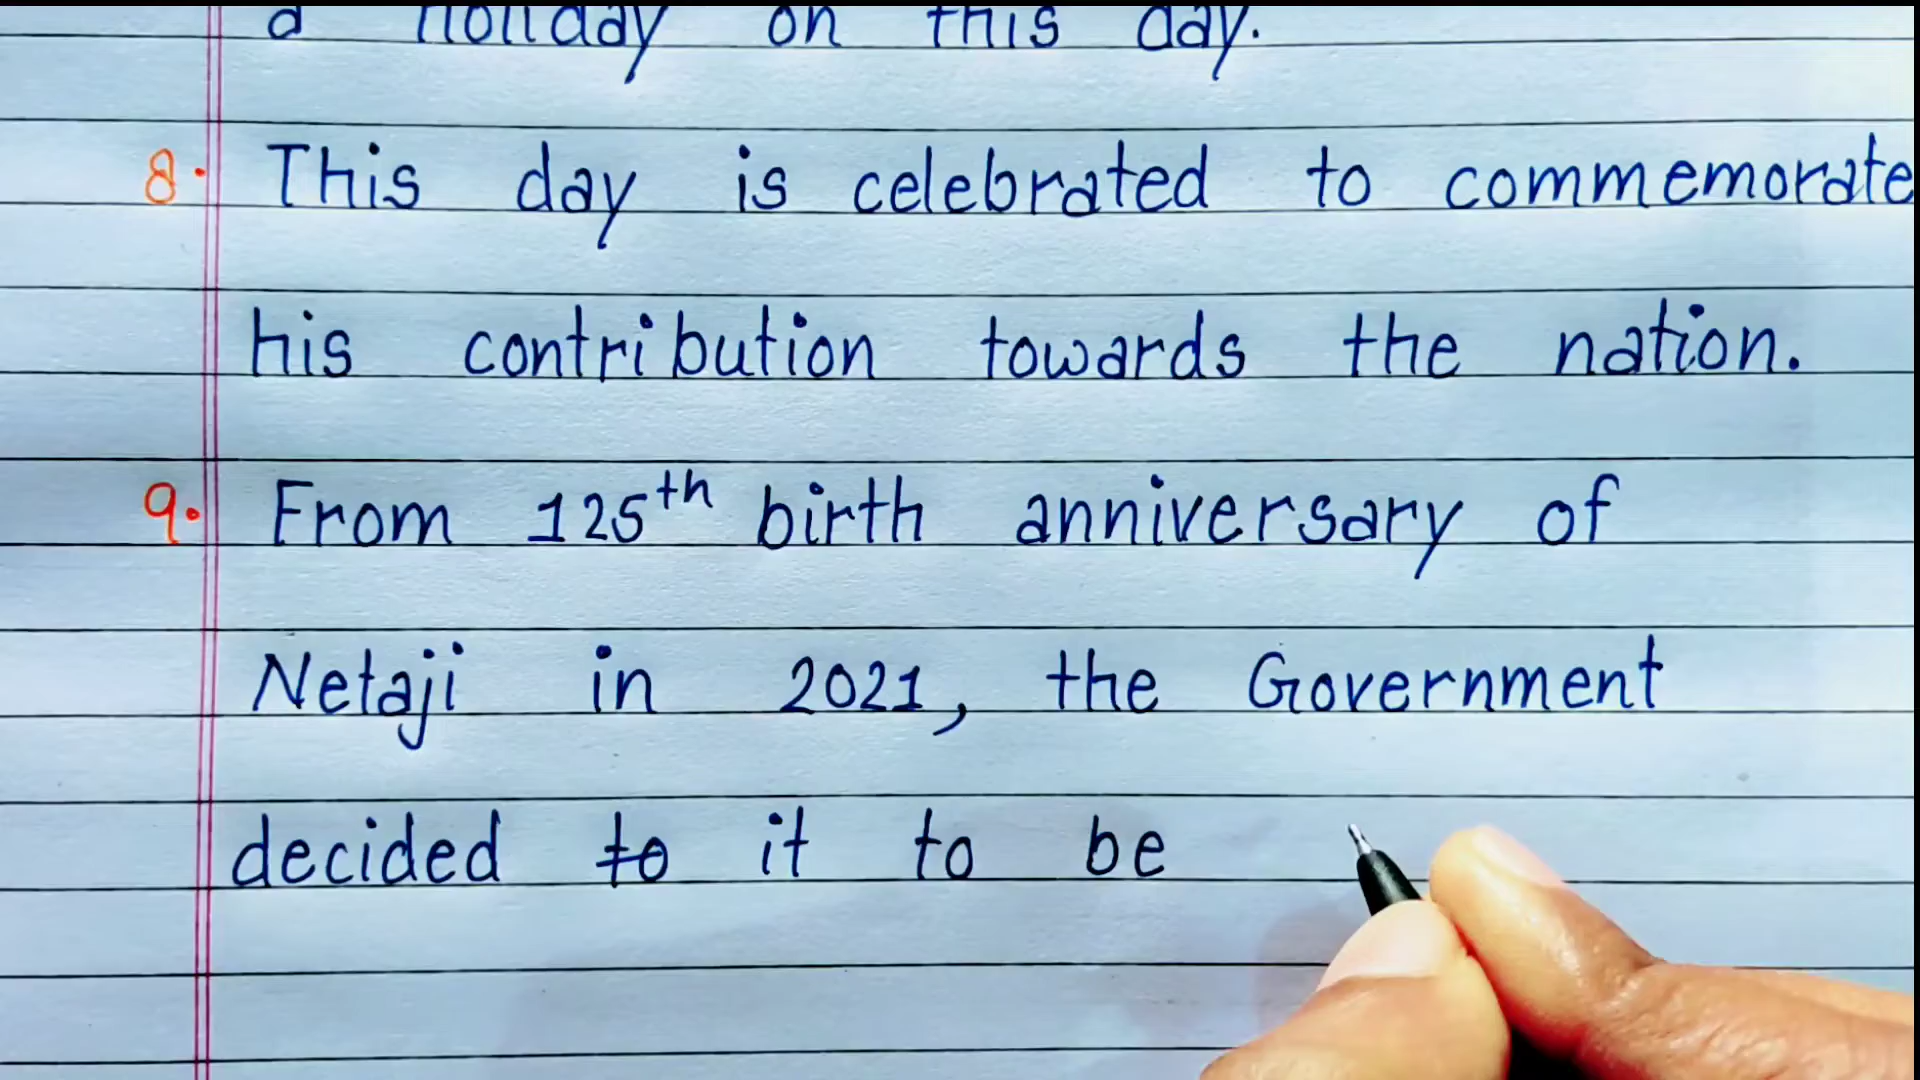 a holiday on this day.
8. This day is celebrated to commemorate
his contribution towards the nation.
9. From 125th birth anniversary of
Netaji in 2021, the Government
decided to it to be